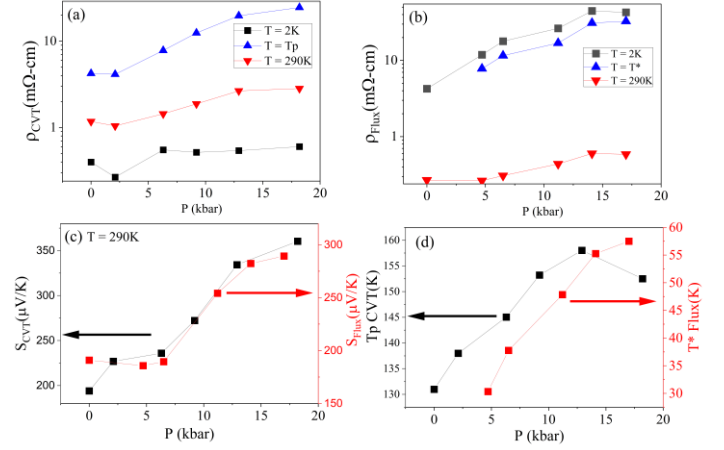 (a)
T = 2K
T = Tp
T = 290K
ρCVT(mΩ-cm)
10
1
0
5
10
15
20
P (kbar)
(b)
T = 2K
T = T*
T = 290K
ρFlux(mΩ-cm)
10
1
0
5
10
15
20
P (kbar)
(c)
T = 290K
SCVT(µV/K)
350
300
250
200
SFlux(µV/K)
300
250
200
150
100
0
5
10
15
20
P (kbar)
(d)
Tp CVT(K)
160
155
150
145
140
135
130
T* Flux(K)
60
55
50
45
40
35
30
0
5
10
15
20
P (kbar)